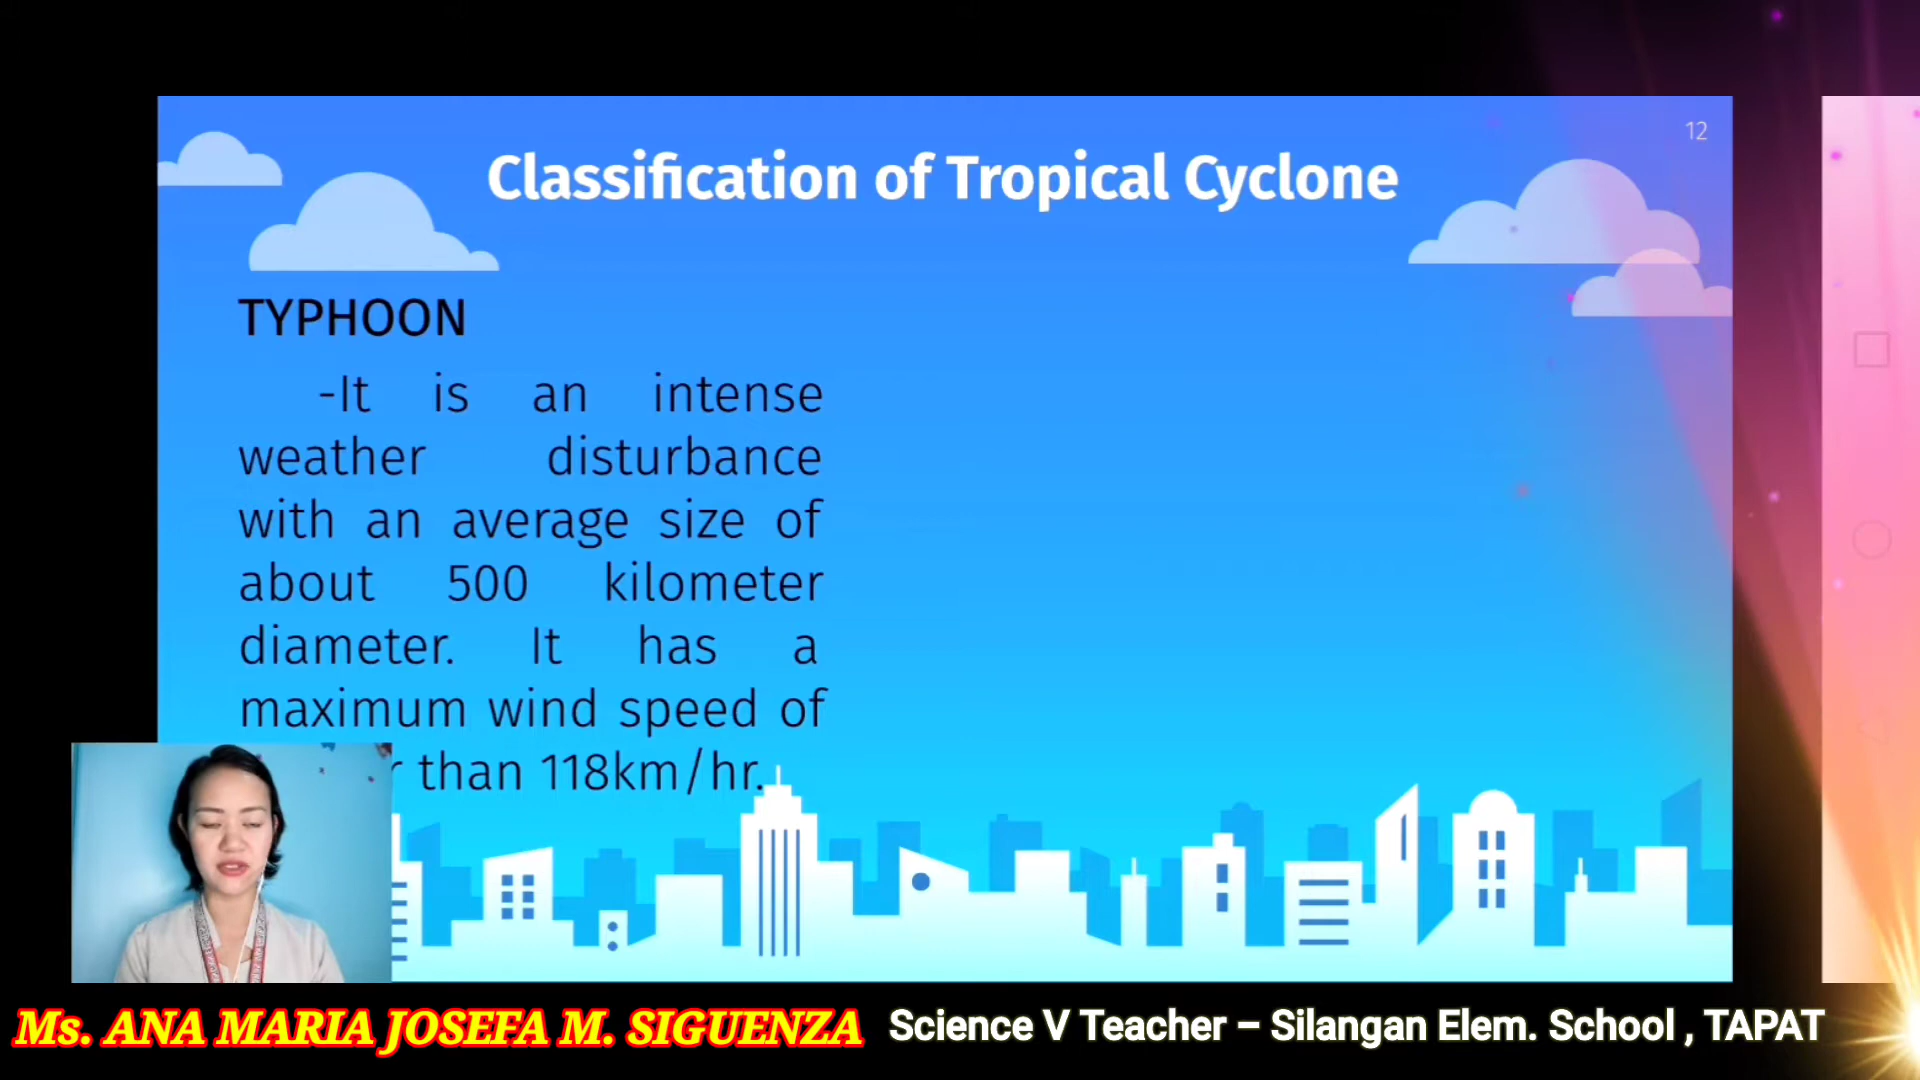 12
Classification of Tropical Cyclone
TYPHOON
-It is an intense
weather disturbance
with an average size of
about 500 kilometer
diameter. It has a
maximum wind speed of
than 118km/hr.
Ms. ANA MARIA JOSEFA M. SIGUENZA Science V Teacher – Silangan Elem. School , TAPAT